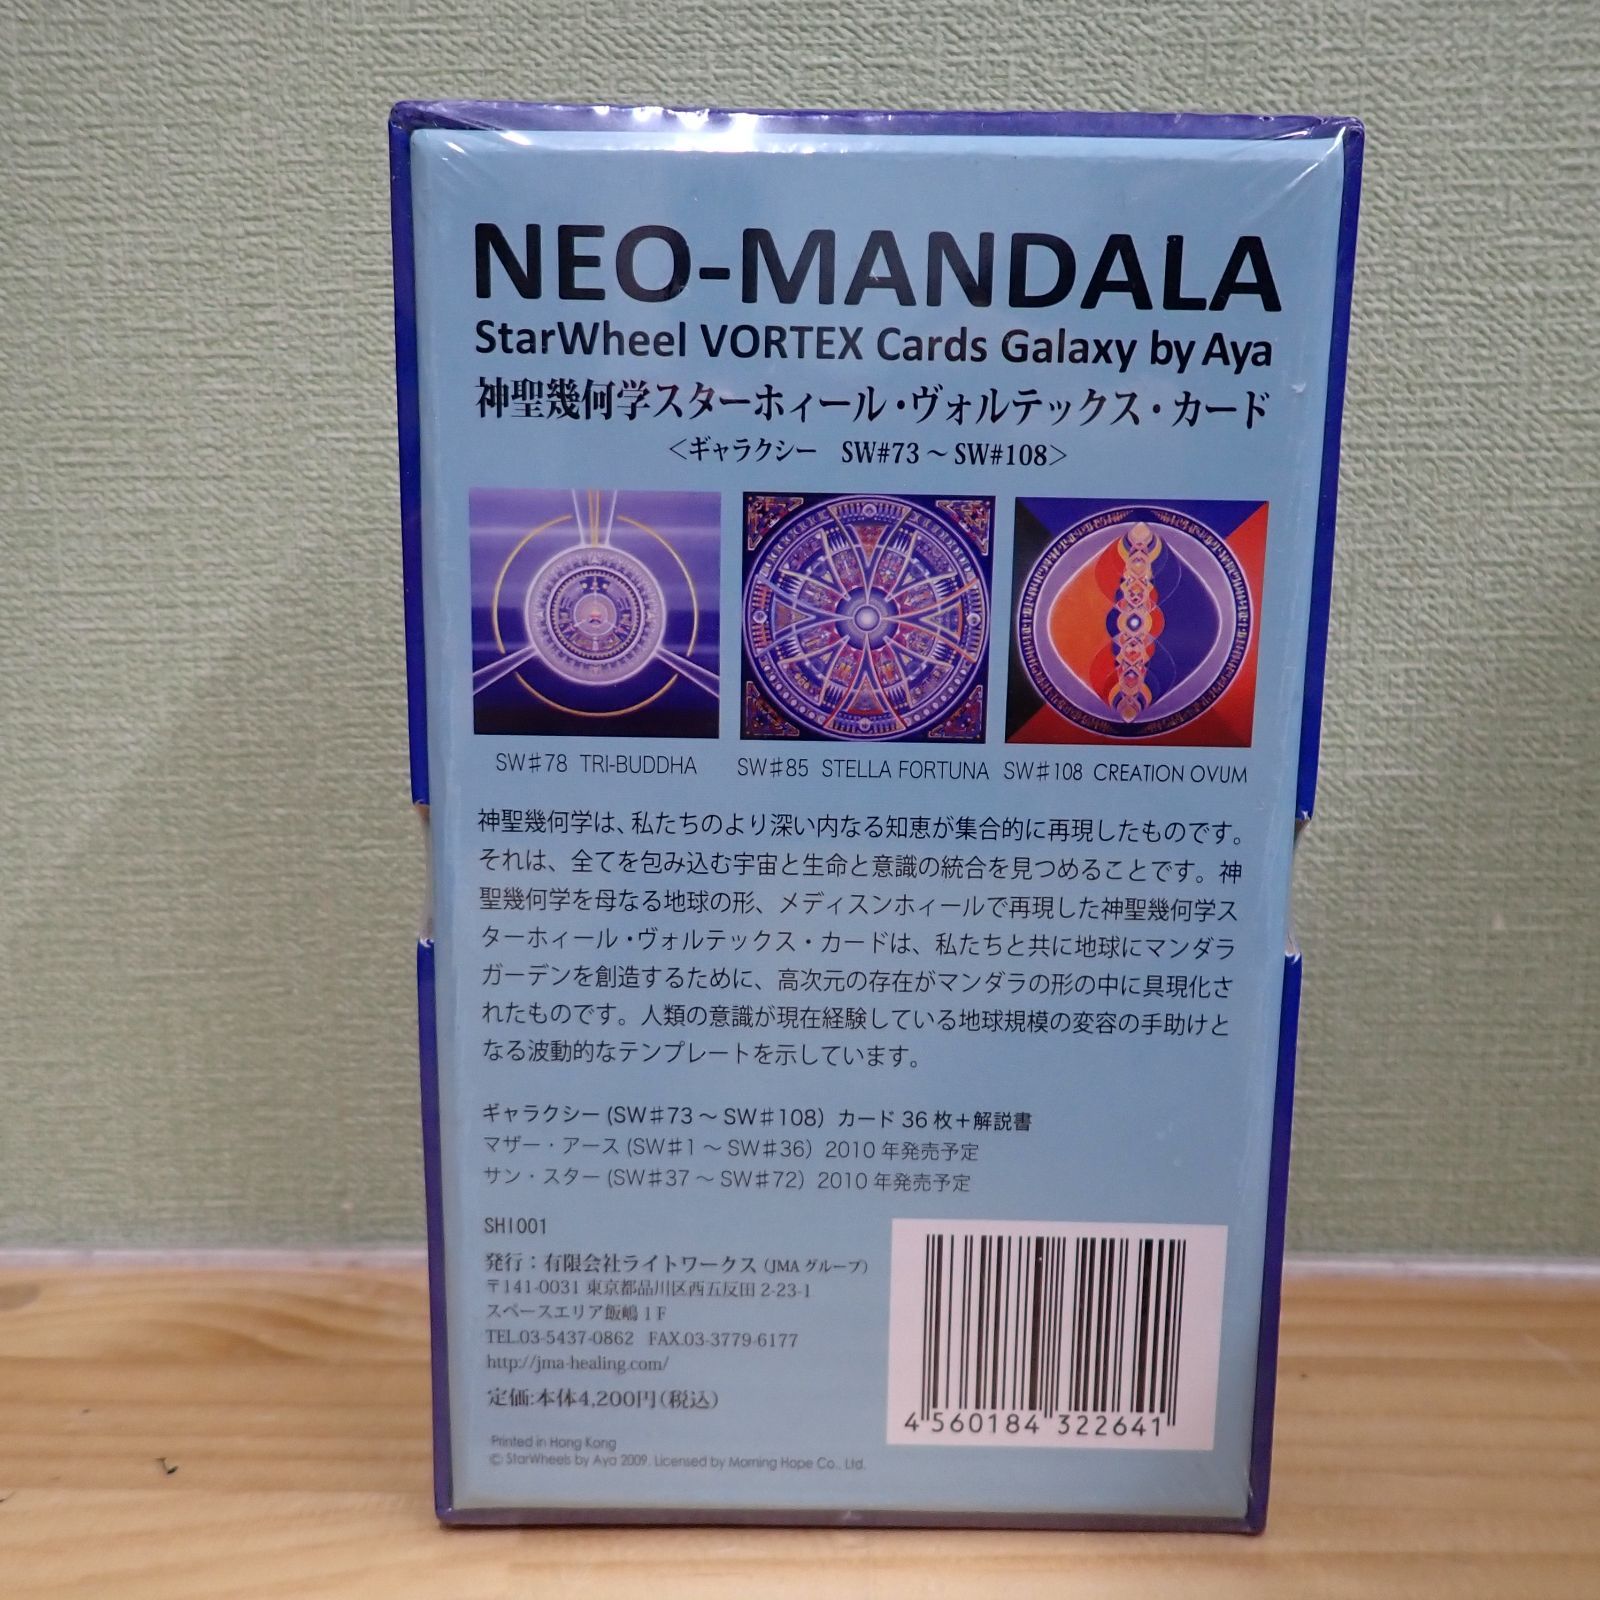 NEO-MANDALA
StarWheel VORTEX Cards Galaxy by Aya
神聖幾何学スターホィール・ヴォルテックス・カード
＜ギャラクシー　SW#73 ～ SW#108＞
SW♯78 TRI-BUDDHA
SW♯85 STELLA FORTUNA
SW♯108 CREATION OVUM
神聖幾何学は、私たちのより深い内なる知恵が集合的に再現したものです。
それは、全てを包み込む宇宙と生命と意識の統合を見つめることです。神
聖幾何学を母なる地球の形、メディスンホィールで再現した神聖幾何学ス
ターホィール・ヴォルテックス・カードは、私たちと共に地球にマンダラ
ガーデンを創造するために、高次元の存在がマンダラの形の中に具現化さ
れたものです。人類の意識が現在経験している地球規模の変容の手助けと
なる波動的なテンプレートを示しています。
ギャラクシー (SW♯73 ～ SW♯108）カード 36 枚＋解説書
マザー・アース (SW♯1 ～ SW♯36）2010 年発売予定
サン・スター (SW♯37 ～ SW♯72）2010 年発売予定
SHI001
発行：有限会社ライトワークス（JMA グループ）
〒141-0031 東京都品川区西五反田 2-23-1
スペースエリア飯嶋 1 F
TEL.03-5437-0862 FAX.03-3779-6177
http://jma-healing.com/
定価:本体4,200円（税込）
Printed in Hong Kong
© StarWheels by Aya 2009. Licensed by Morning Hope Co., Ltd.
4 560184 322641